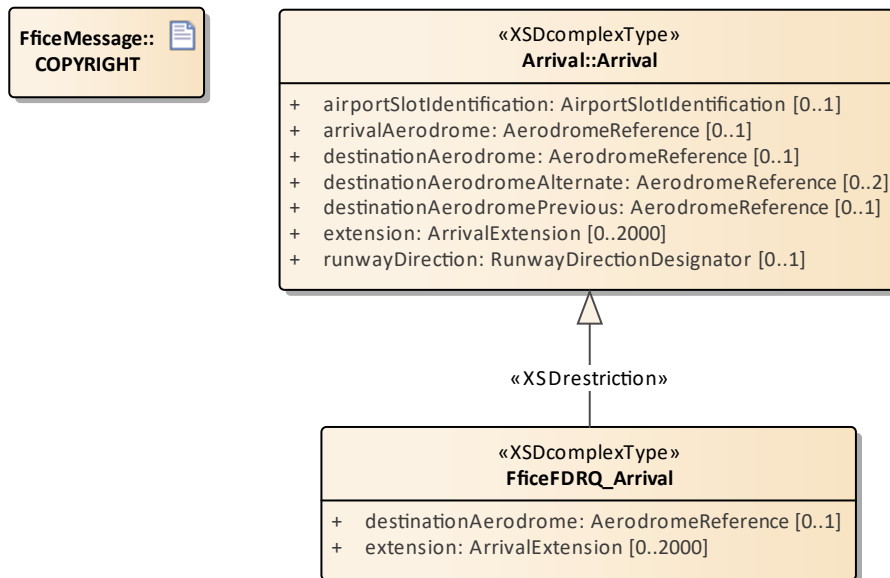 FficeMessage::
COPYRIGHT
«XSDcomplexType»
Arrival::Arrival
+ airportSlotIdentification: AirportSlotIdentification [0..1]
+ arrivalAerodrome: AerodromeReference [0..1]
+ destinationAerodrome: AerodromeReference [0..1]
+ destinationAerodromeAlternate: AerodromeReference [0..2]
+ destinationAerodromePrevious: AerodromeReference [0..1]
+ extension: ArrivalExtension [0..2000]
+ runwayDirection: RunwayDirectionDesignator [0..1]
«XSDrestriction»
«XSDcomplexType»
FficeFDRQ_Arrival
+ destinationAerodrome: AerodromeReference [0..1]
+ extension: ArrivalExtension [0..2000]